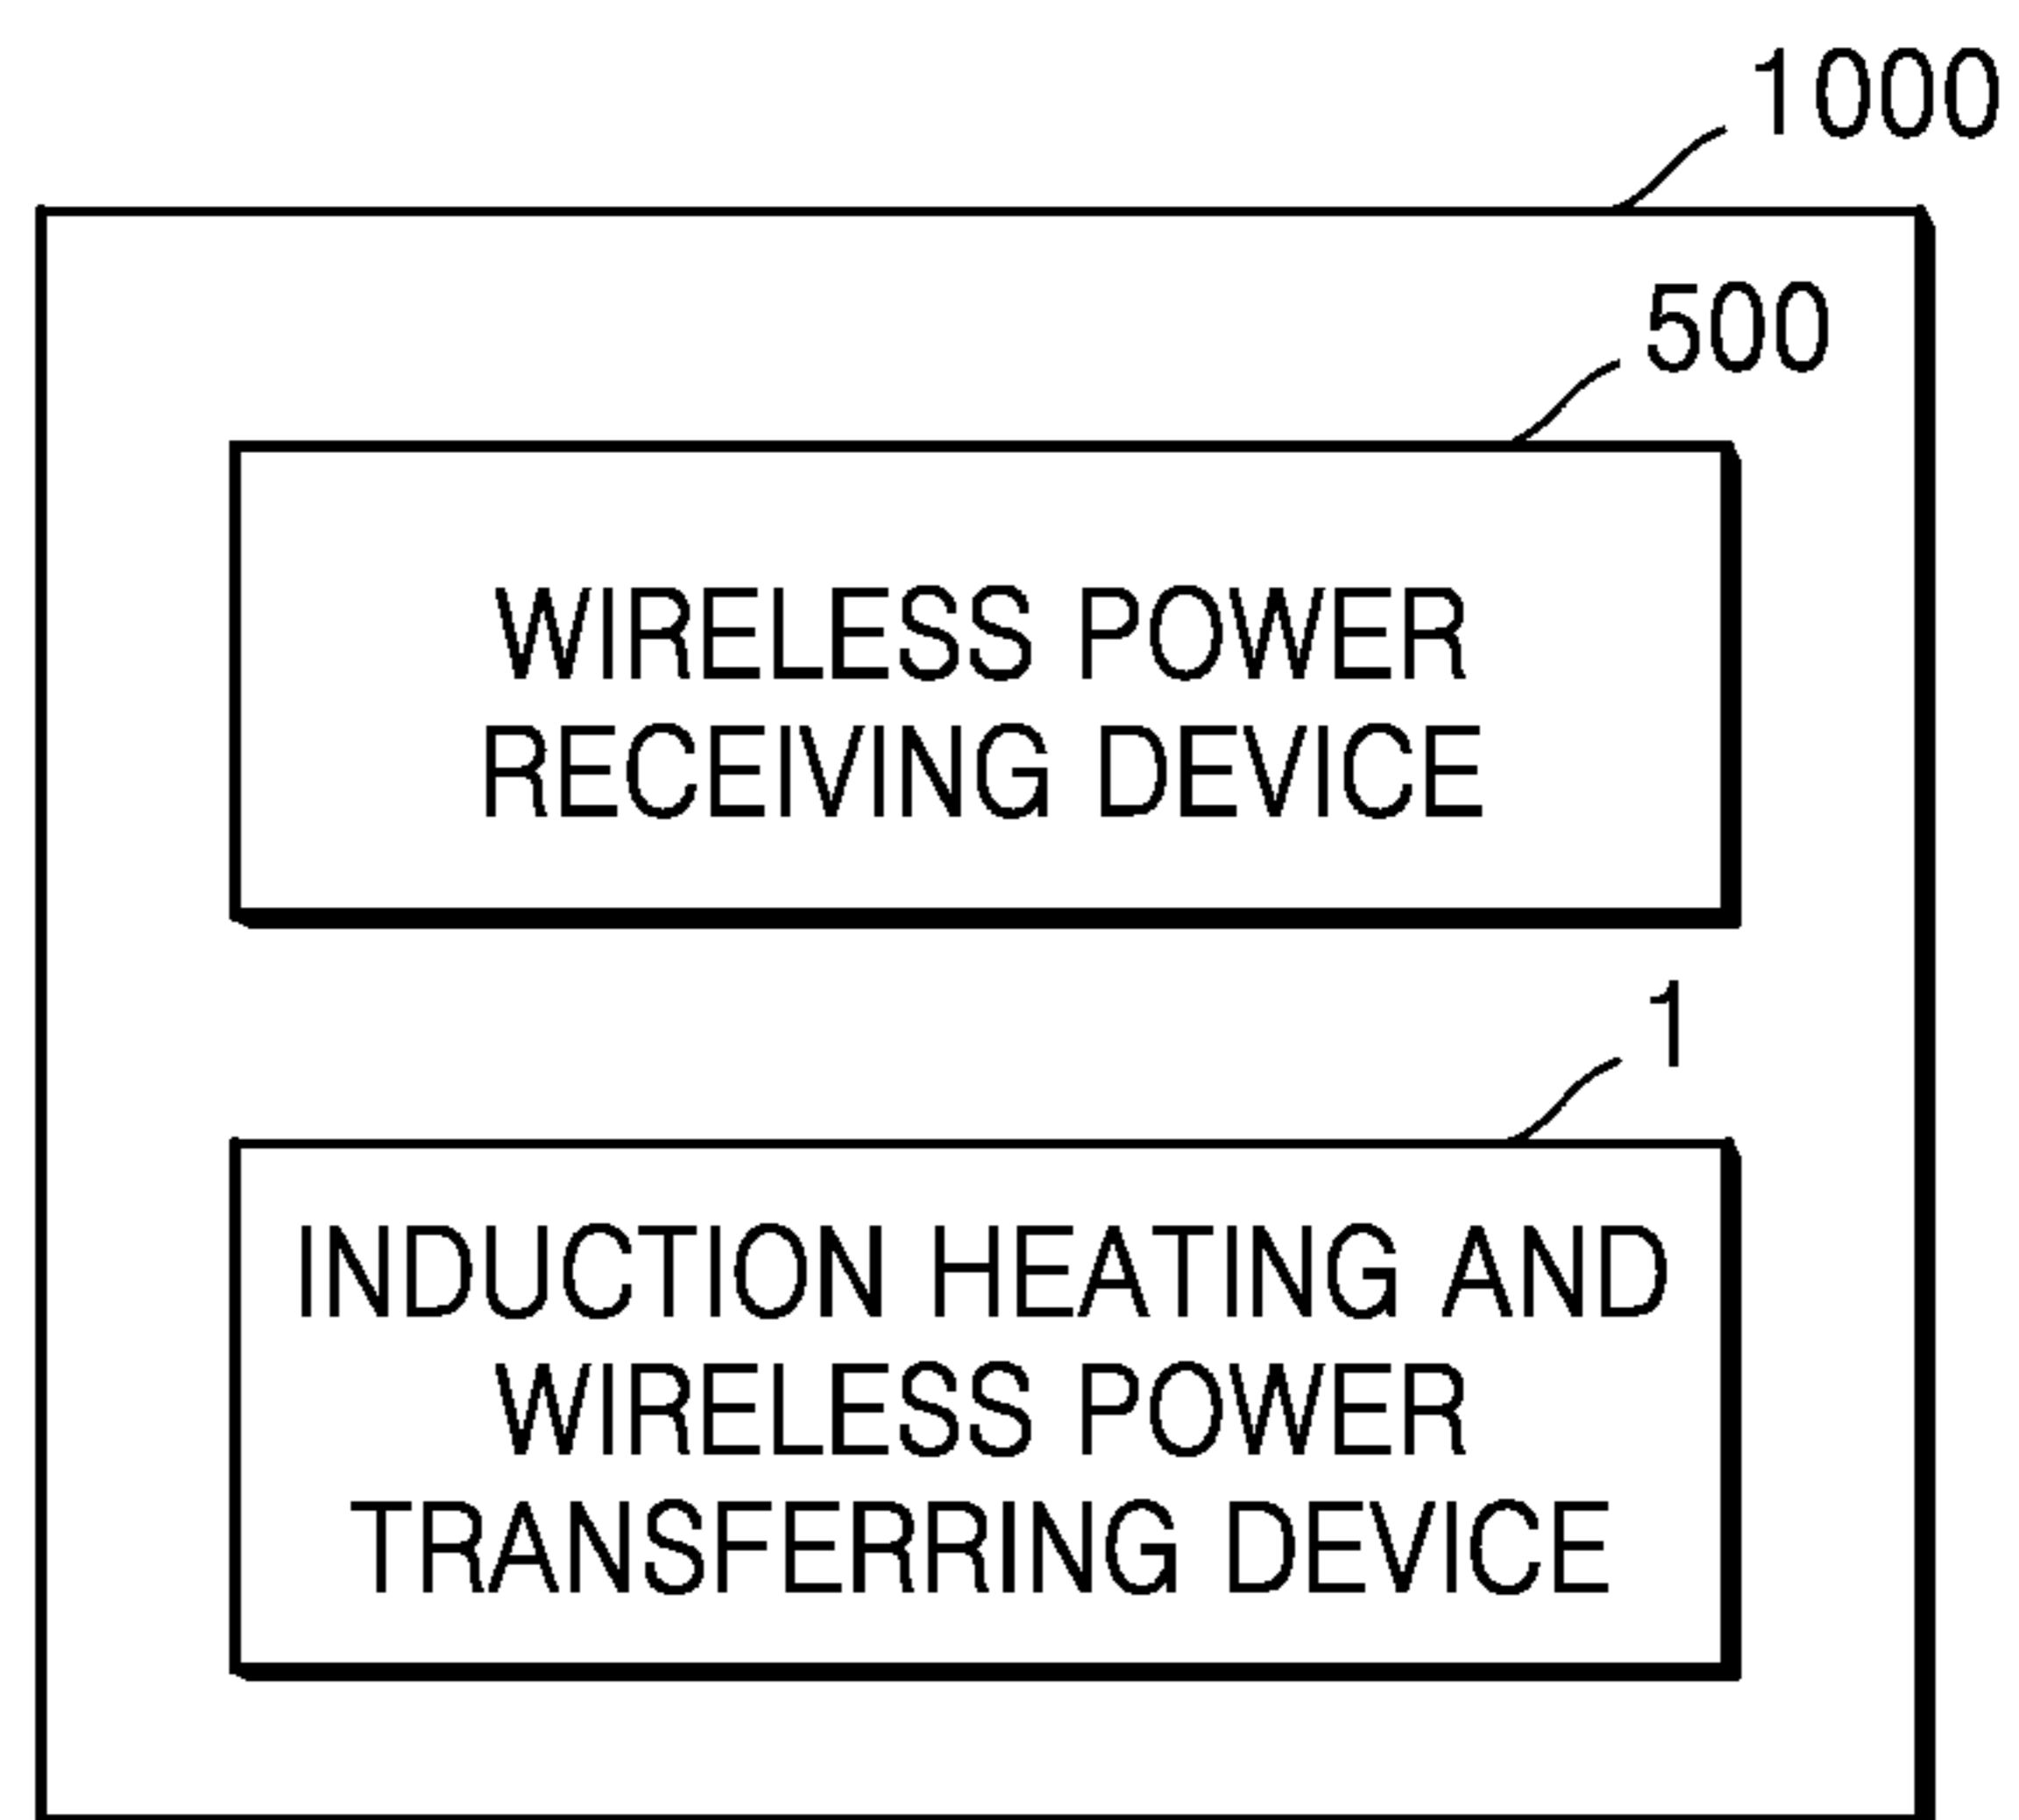 1000
500
WIRELESS POWER
RECEIVING DEVICE
1
INDUCTION HEATING AND
WIRELESS POWER
TRANSFERRING DEVICE